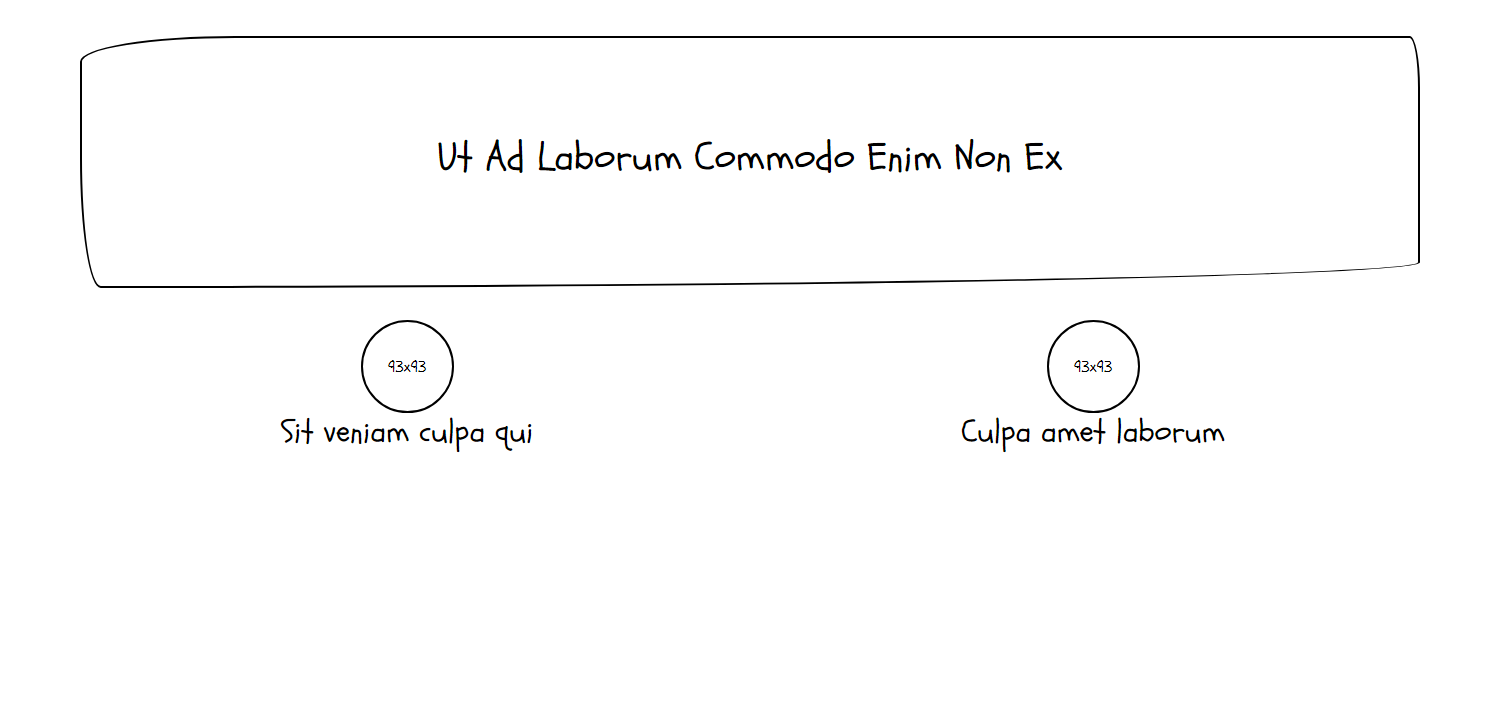 Ut Ad Laborum Commodo Enim Non Ex
93x93
93x93
Sit veniam culpa qui
Culpa amet laborum